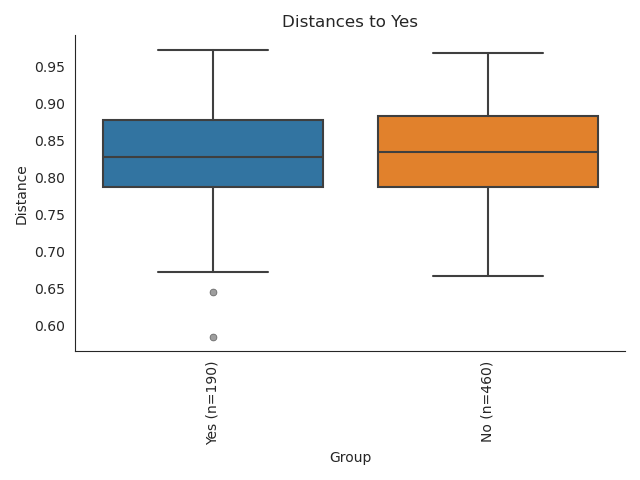 Distances to Yes
0.95
0.90
0.85
0.80
0.75
0.70
0.65
0.60
Distance
Yes (n=190)
No (n=460)
Group